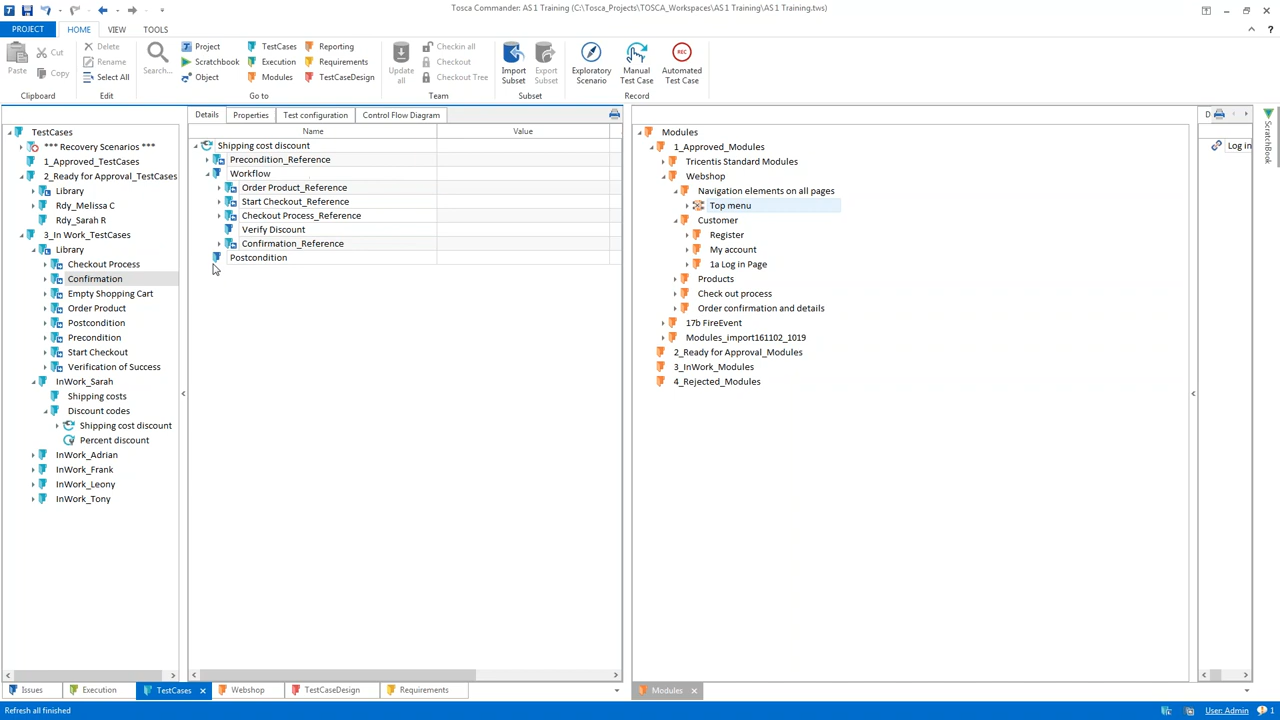 Tosca Commander: AS 1 Training (C:\Tosca_Projects\TOSCA_Workspaces\AS 1 Training\AS 1 Training.tws)
PROJECT HOME VIEW TOOLS
Paste
Cut
Copy
Clipboard
Delete
Rename
Select All
Edit
Search...
Project
Scratchbook
Object
TestCases
Execution
Modules
Reporting
Requirements
TestCaseDesign
Go to
Update all
Checkin all
Checkout
Checkout Tree
Team
Import Subset
Export Subset
Subset
Exploratory Scenario
Manual Test Case
REC
Automated Test Case
Record
TestCases
*** Recovery Scenarios ***
1_Approved_TestCases
2_Ready for Approval_TestCases
Library
Rdy_Melissa C
Rdy_Sarah R
3_In Work_TestCases
Library
Checkout Process
Confirmation
Empty Shopping Cart
Order Product
Postcondition
Precondition
Start Checkout
Verification of Success
InWork_Sarah
Shipping costs
Discount codes
Shipping cost discount
Percent discount
InWork_Adrian
InWork_Frank
InWork_Leony
InWork_Tony
Details Properties Test configuration Control Flow Diagram
Name Value
Shipping cost discount
Precondition_Reference
Workflow
Order Product_Reference
Start Checkout_Reference
Checkout Process_Reference
Verify Discount
Confirmation_Reference
Postcondition
Modules
1_Approved_Modules
Tricentis Standard Modules
Webshop
Navigation elements on all pages
Top menu
Customer
Register
My account
1a Log in Page
Products
Check out process
Order confirmation and details
17b FireEvent
Modules_import161102_1019
2_Ready for Approval_Modules
3_InWork_Modules
4_Rejected_Modules
D
Log in
ScratchBook
Issues Execution TestCases Webshop TestCaseDesign Requirements
Modules
Refresh all finished
User: Admin
1